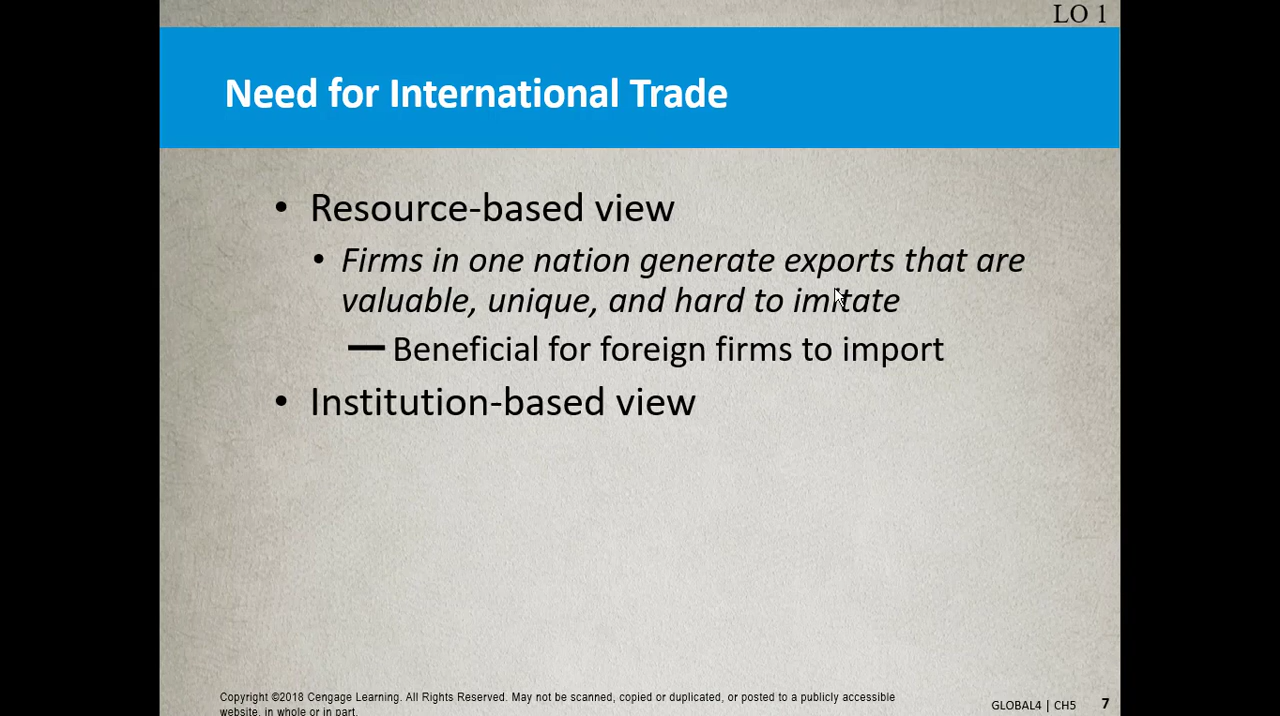 LO 1
Need for International Trade
• Resource-based view
• Firms in one nation generate exports that are
valuable, unique, and hard to imitate
— Beneficial for foreign firms to import
• Institution-based view
Copyright ©2018 Cengage Learning. All Rights Reserved. May not be scanned, copied or duplicated, or posted to a publicly accessible
website, in whole or in part.
GLOBAL4 | CH5 7